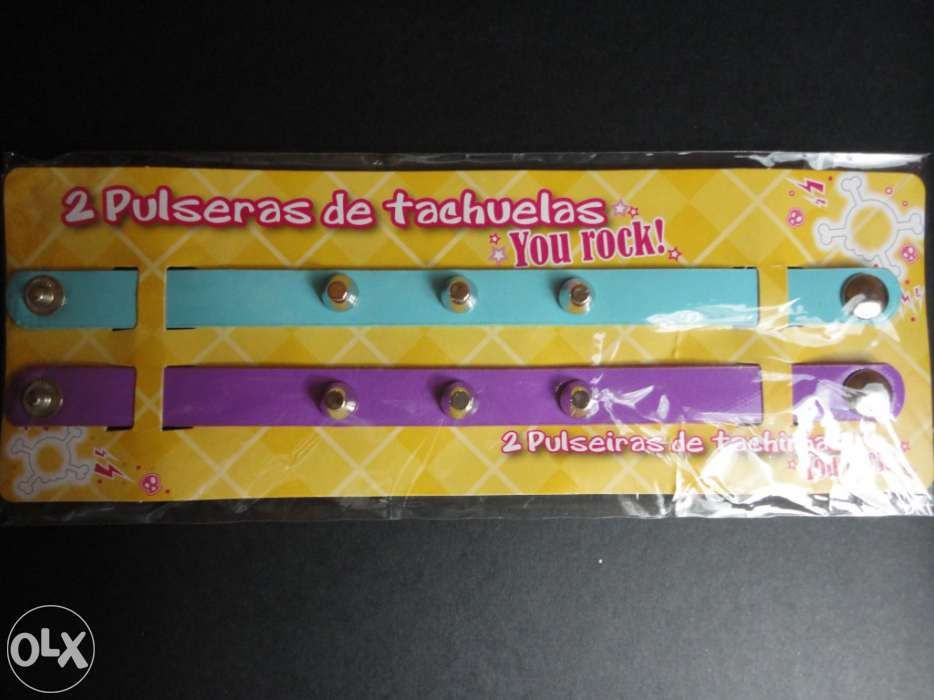 2 Pulseras de tachuelas
You rock!
2 Pulseiras de
OLX